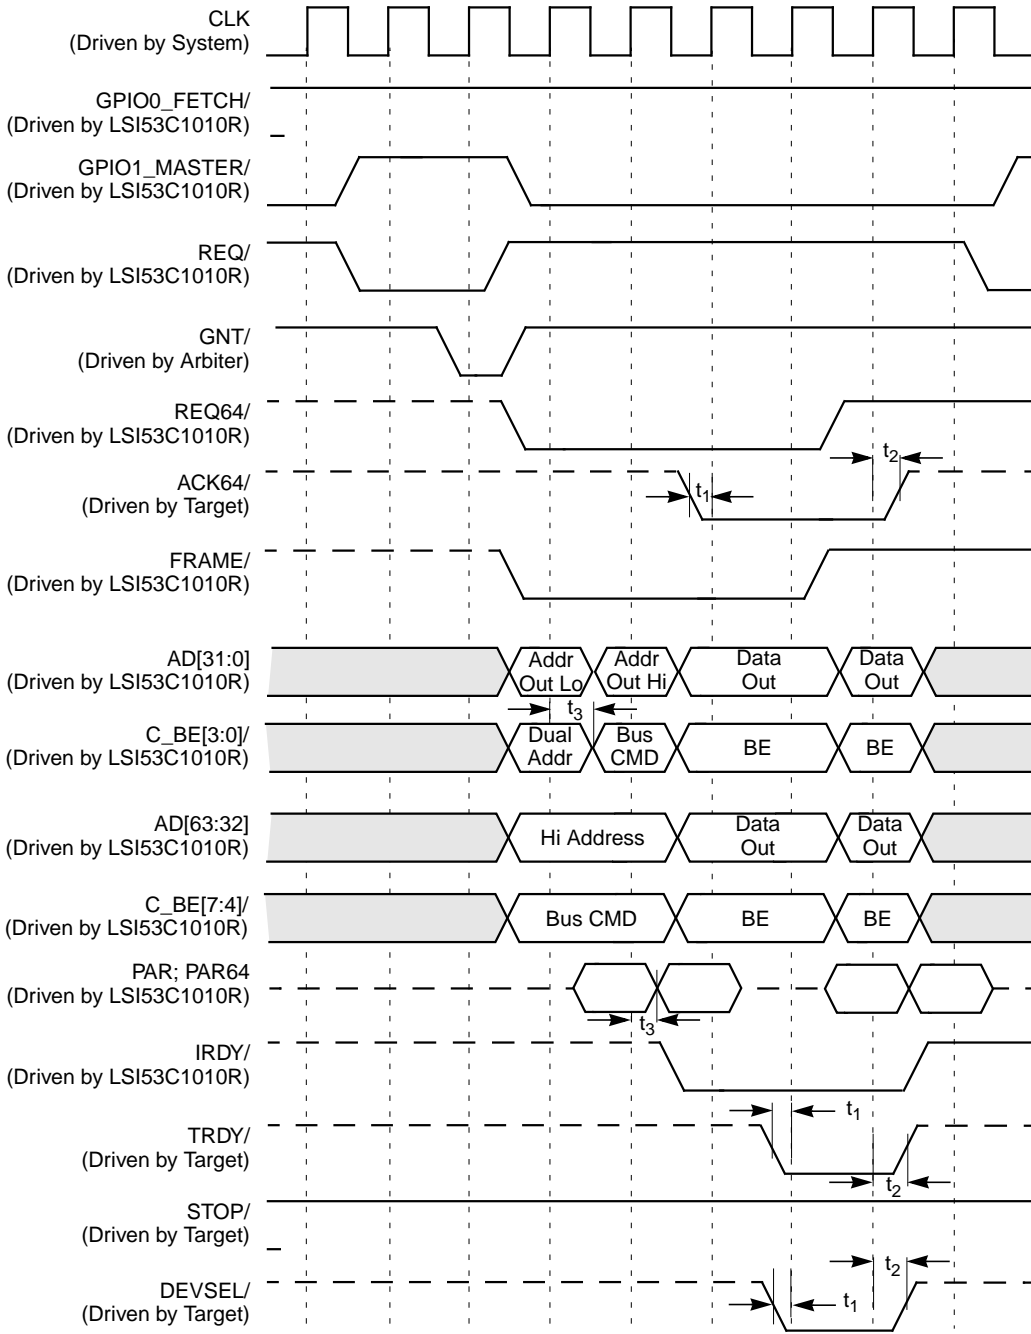 CLK
(Driven by System)
GPIO0_FETCH/
(Driven by LSI53C1010R)
GPIO1_MASTER/
(Driven by LSI53C1010R)
REQ/
(Driven by LSI53C1010R)
GNT/
(Driven by Arbiter)
REQ64/
(Driven by LSI53C1010R)
t2
ACK64/
(Driven by Target)
t1
FRAME/
(Driven by LSI53C1010R)
AD[31:0]
(Driven by LSI53C1010R)
Addr
Out Lo
Addr
Out Hi
Data
Out
Data
Out
t3
C_BE[3:0]/
(Driven by LSI53C1010R)
Dual
Addr
Bus
CMD
BE
BE
AD[63:32]
(Driven by LSI53C1010R)
Hi Address
Data
Out
Data
Out
C_BE[7:4]/
(Driven by LSI53C1010R)
Bus CMD
BE
BE
PAR; PAR64
(Driven by LSI53C1010R)
t3
IRDY/
(Driven by LSI53C1010R)
t1
TRDY/
(Driven by Target)
t2
STOP/
(Driven by Target)
t2
DEVSEL/
(Driven by Target)
t1